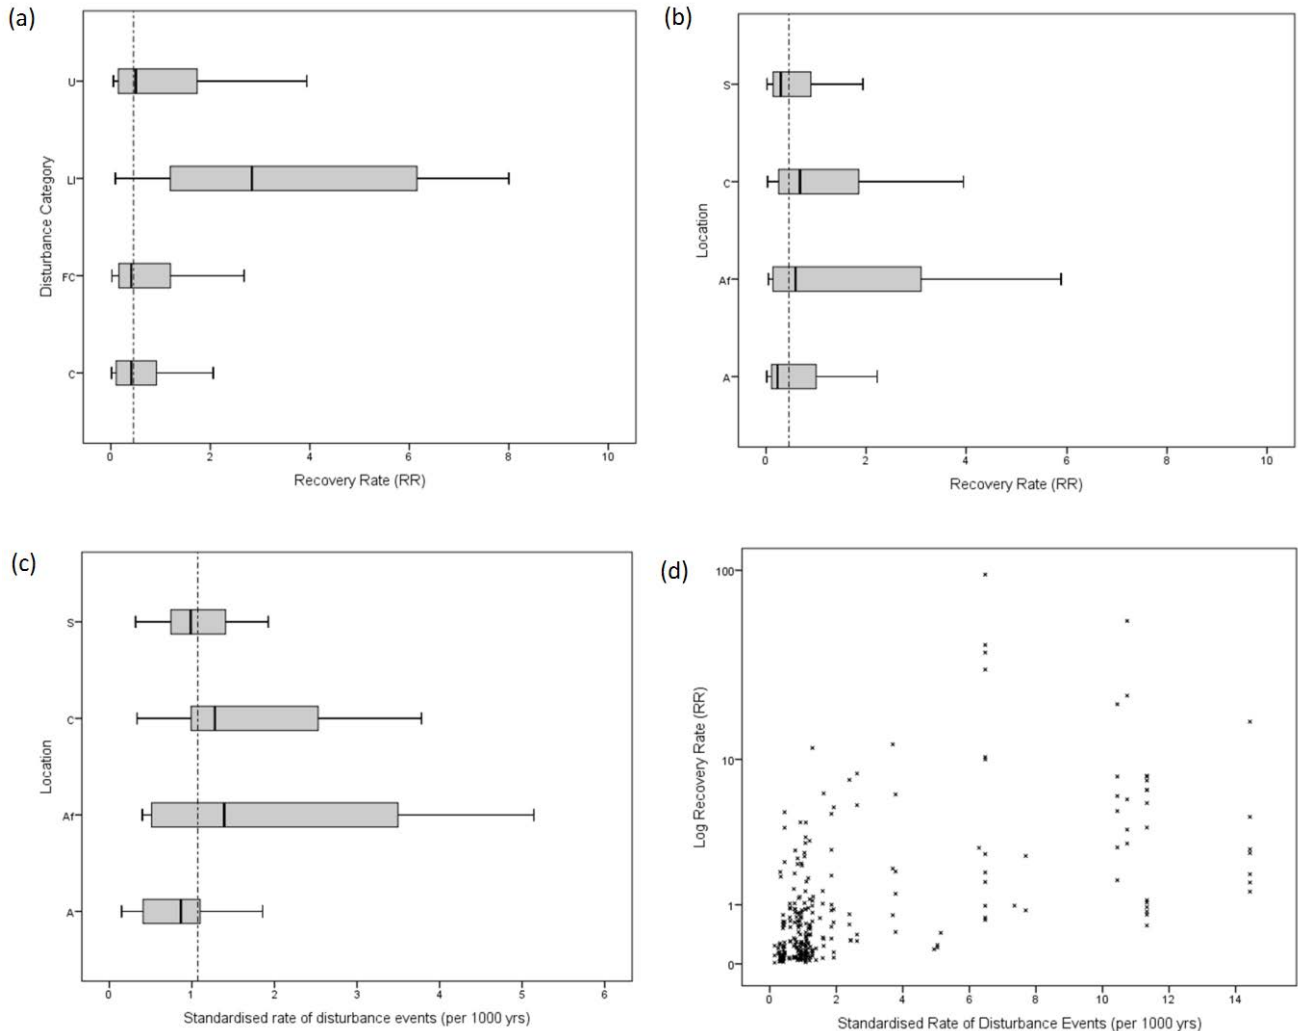 (a)
Disturbance Category
U
LI
FC
C
0 2 4 6 8 10
Recovery Rate (RR)
(b)
Location
S
C
Af
A
0 2 4 6 8 10
Recovery Rate (RR)
(c)
Location
S
C
Af
A
0 1 2 3 4 5 6
Standardised rate of disturbance events (per 1000 yrs)
(d)
Log Recovery Rate (RR)
100
10
1
0
0 2 4 6 8 10 12 14
Standardised Rate of Disturbance Events (per 1000 yrs)